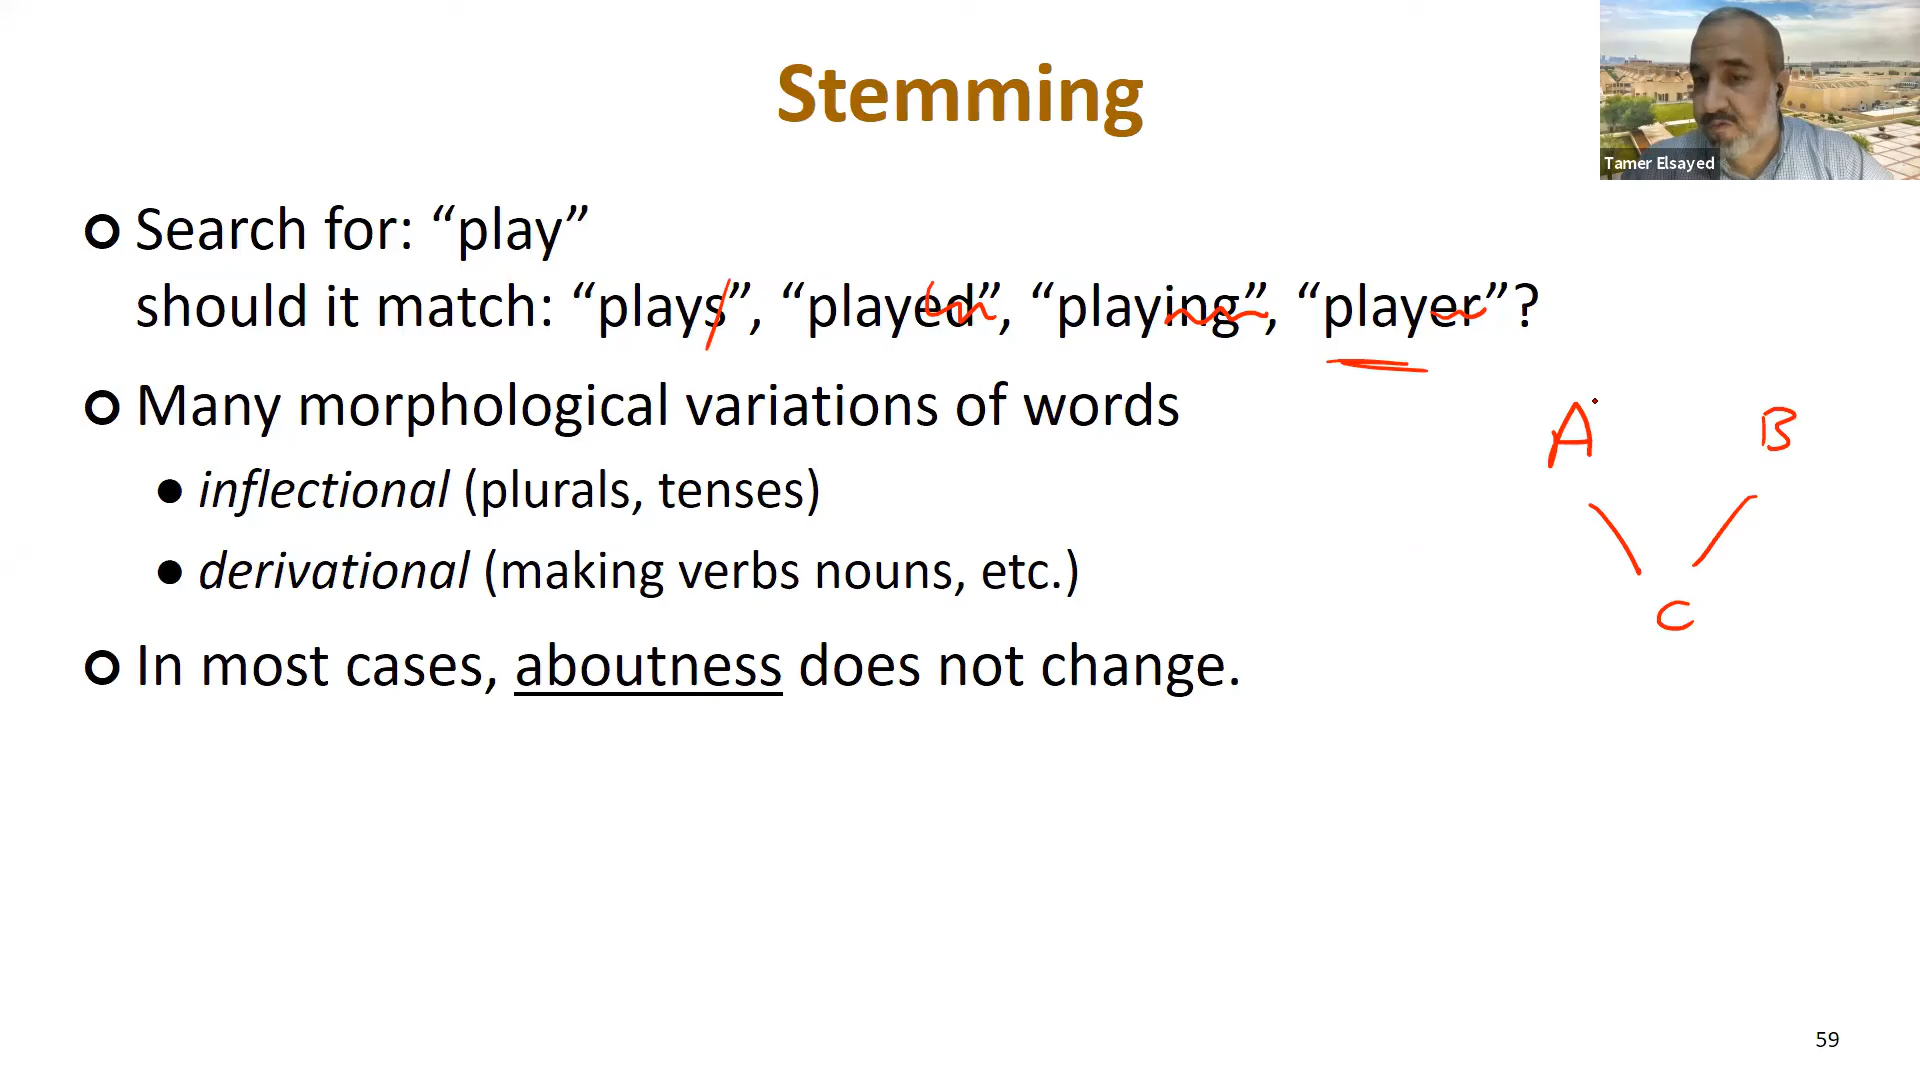 Stemming
Tamer Elsayed
Search for: “play”
should it match: “plays”, “played”, “playing”, “player”?
Many morphological variations of words
A B
inflectional (plurals, tenses)
derivational (making verbs nouns, etc.)
C
In most cases, aboutness does not change.
59